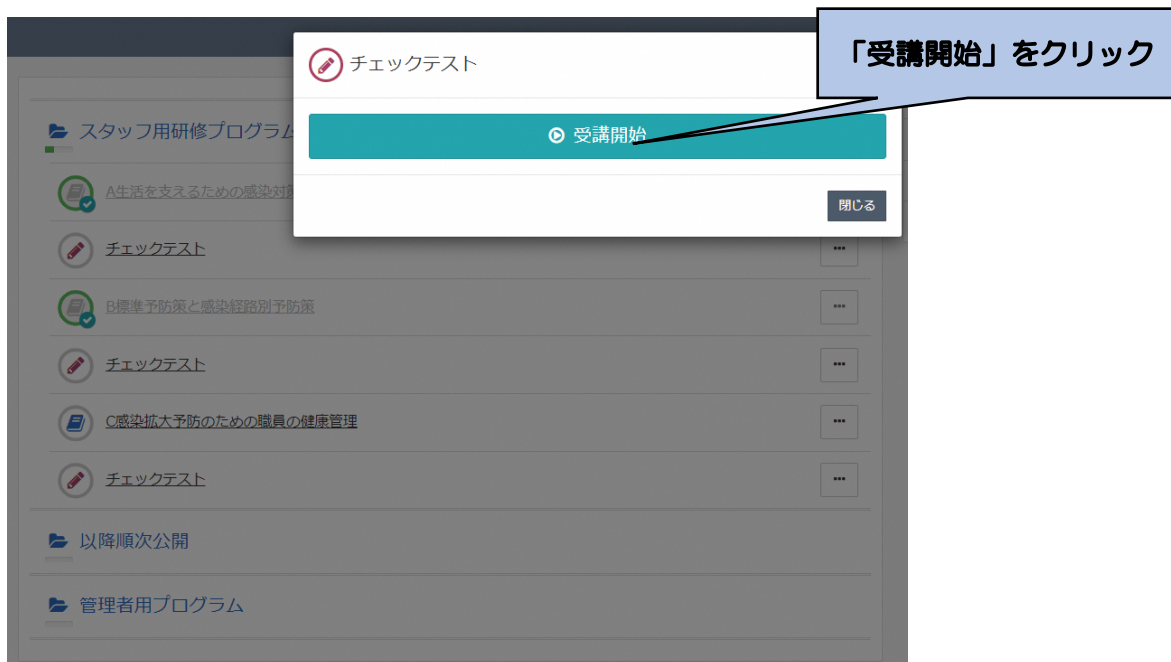 チェックテスト
「受講開始」をクリック
受講開始
閉じる
スタッフ用研修プログラム
A生活を支えるための感染対
チェックテスト
B標準予防策と感染経路別予防策
チェックテスト
C感染拡大予防のための職員の健康管理
チェックテスト
以降順次公開
管理者用プログラム